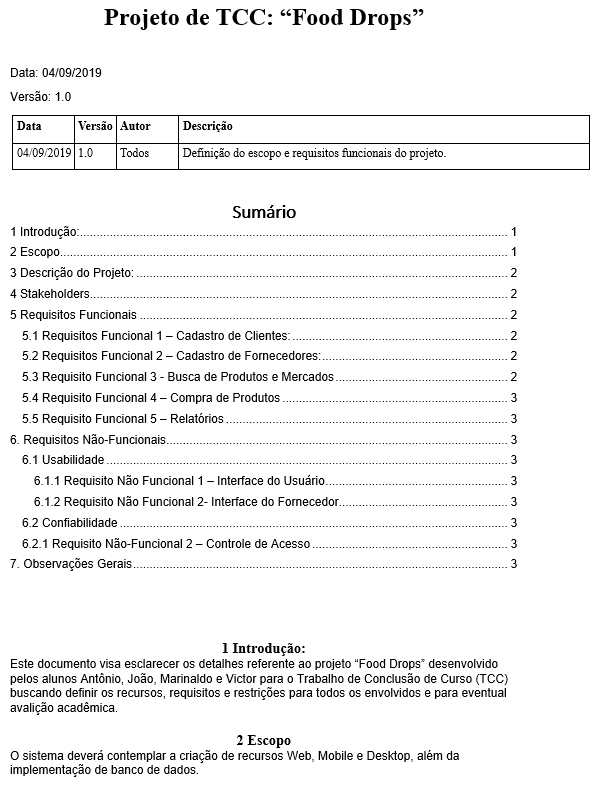 Projeto de TCC: “Food Drops”
Data: 04/09/2019
Versão: 1.0
Data Versão Autor Descrição
04/09/2019 1.0 Todos Definição do escopo e requisitos funcionais do projeto.
Sumário
1 Introdução:.......... 1
2 Escopo.......... 1
3 Descrição do Projeto: .......... 2
4 Stakeholders.......... 2
5 Requisitos Funcionais .......... 2
5.1 Requisitos Funcional 1 – Cadastro de Clientes: .......... 2
5.2 Requisitos Funcional 2 – Cadastro de Fornecedores:.......... 2
5.3 Requisito Funcional 3 - Busca de Produtos e Mercados.......... 2
5.4 Requisito Funcional 4 – Compra de Produtos .......... 3
5.5 Requisito Funcional 5 – Relatórios .......... 3
6. Requisitos Não-Funcionais.......... 3
6.1 Usabilidade .......... 3
6.1.1 Requisito Não Funcional 1 – Interface do Usuário.......... 3
6.1.2 Requisito Não Funcional 2- Interface do Fornecedor.......... 3
6.2 Confiabilidade .......... 3
6.2.1 Requisito Não-Funcional 2 – Controle de Acesso .......... 3
7. Observações Gerais.......... 3
1 Introdução:
Este documento visa esclarecer os detalhes referente ao projeto “Food Drops” desenvolvido
pelos alunos Antônio, João, Marinaldo e Victor para o Trabalho de Conclusão de Curso (TCC)
buscando definir os recursos, requisitos e restrições para todos os envolvidos e para eventual
avalição acadêmica.
2 Escopo
O sistema deverá contemplar a criação de recursos Web, Mobile e Desktop, além da
implementação de banco de dados.